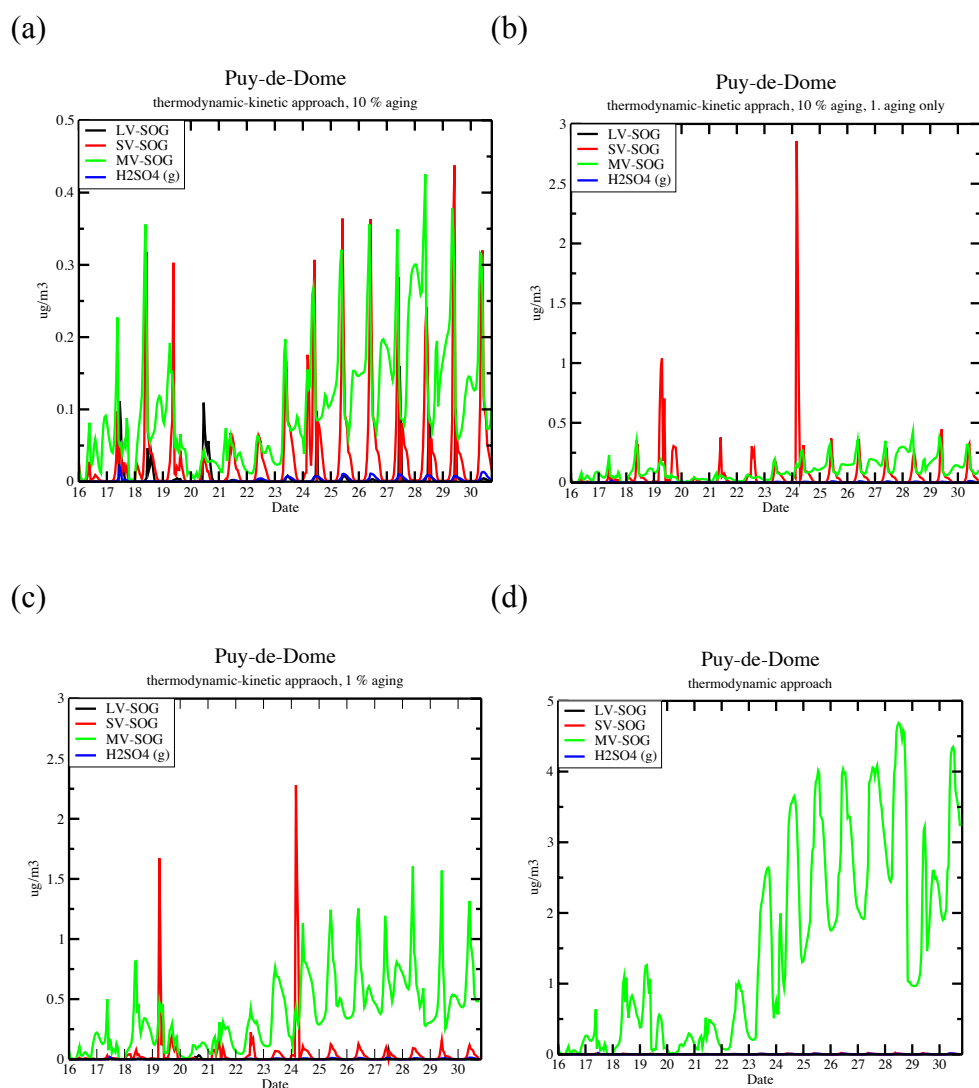 (a)
Puy-de-Dome
thermodynamic-kinetic approach, 10 % aging
0.5
LV-SOG
SV-SOG
MV-SOG
H2SO4 (g)
0.4
0.3
ug/m3
0.2
0.1
0
16 17 18 19 20 21 22 23 24 25 26 27 28 29 30
Date
(b)
Puy-de-Dome
thermodynamic-kinetic apprach, 10 % aging, 1. aging only
3
LV-SOG
SV-SOG
MV-SOG
H2SO4 (g)
2.5
2
ug/m3
1.5
1
0.5
0
16 17 18 19 20 21 22 23 24 25 26 27 28 29 30
Date
(c)
Puy-de-Dome
thermodynamic-kinetic appraoch, 1 % aging
3
LV-SOG
SV-SOG
MV-SOG
H2SO4 (g)
2.5
2
ug/m3
1.5
1
0.5
0
16 17 18 19 20 21 22 23 24 25 26 27 28 29 30
Date
(d)
Puy-de-Dome
thermodynamic approach
5
LV-SOG
SV-SOG
MV-SOG
H2SO4 (g)
4
3
ug/m3
2
1
0
16 17 18 19 20 21 22 23 24 25 26 27 28 29 30
Date